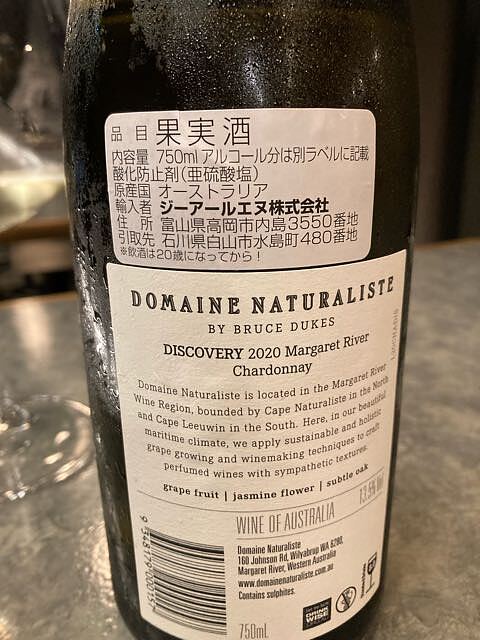 品 目 果実酒
内容量 750ml アルコール分は別ラベルに記載
酸化防止剤(亜硫酸塩)
原産国 オーストラリア
輸入者 ジーアールエヌ株式会社
住 所 富山県高岡市内島3550番地
引取先 石川県白山市水島町480番地
※飲酒は20歳になってから!
DOMAINE NATURALISTE
BY BRUCE DUKES
DISCOVERY 2020 Margaret River
Chardonnay
Domaine Naturaliste is located in the Margaret River
Wine Region, bounded by Cape Naturaliste in the North
and Cape Leeuwin in the South. Here, in our beautiful
maritime climate, we apply sustainable and holistic
grape growing and winemaking techniques to craft
perfumed wines with sympathetic textures.
grape fruit | jasmine flower | subtle oak
13.5%
WINE OF AUSTRALIA
Domaine Naturaliste
160 Johnson Rd, Wilyabrup WA 6280,
Margaret River, Western Australia
www.domainenaturaliste.com.au
Contains sulphites.
750mL
DRINK
WISE